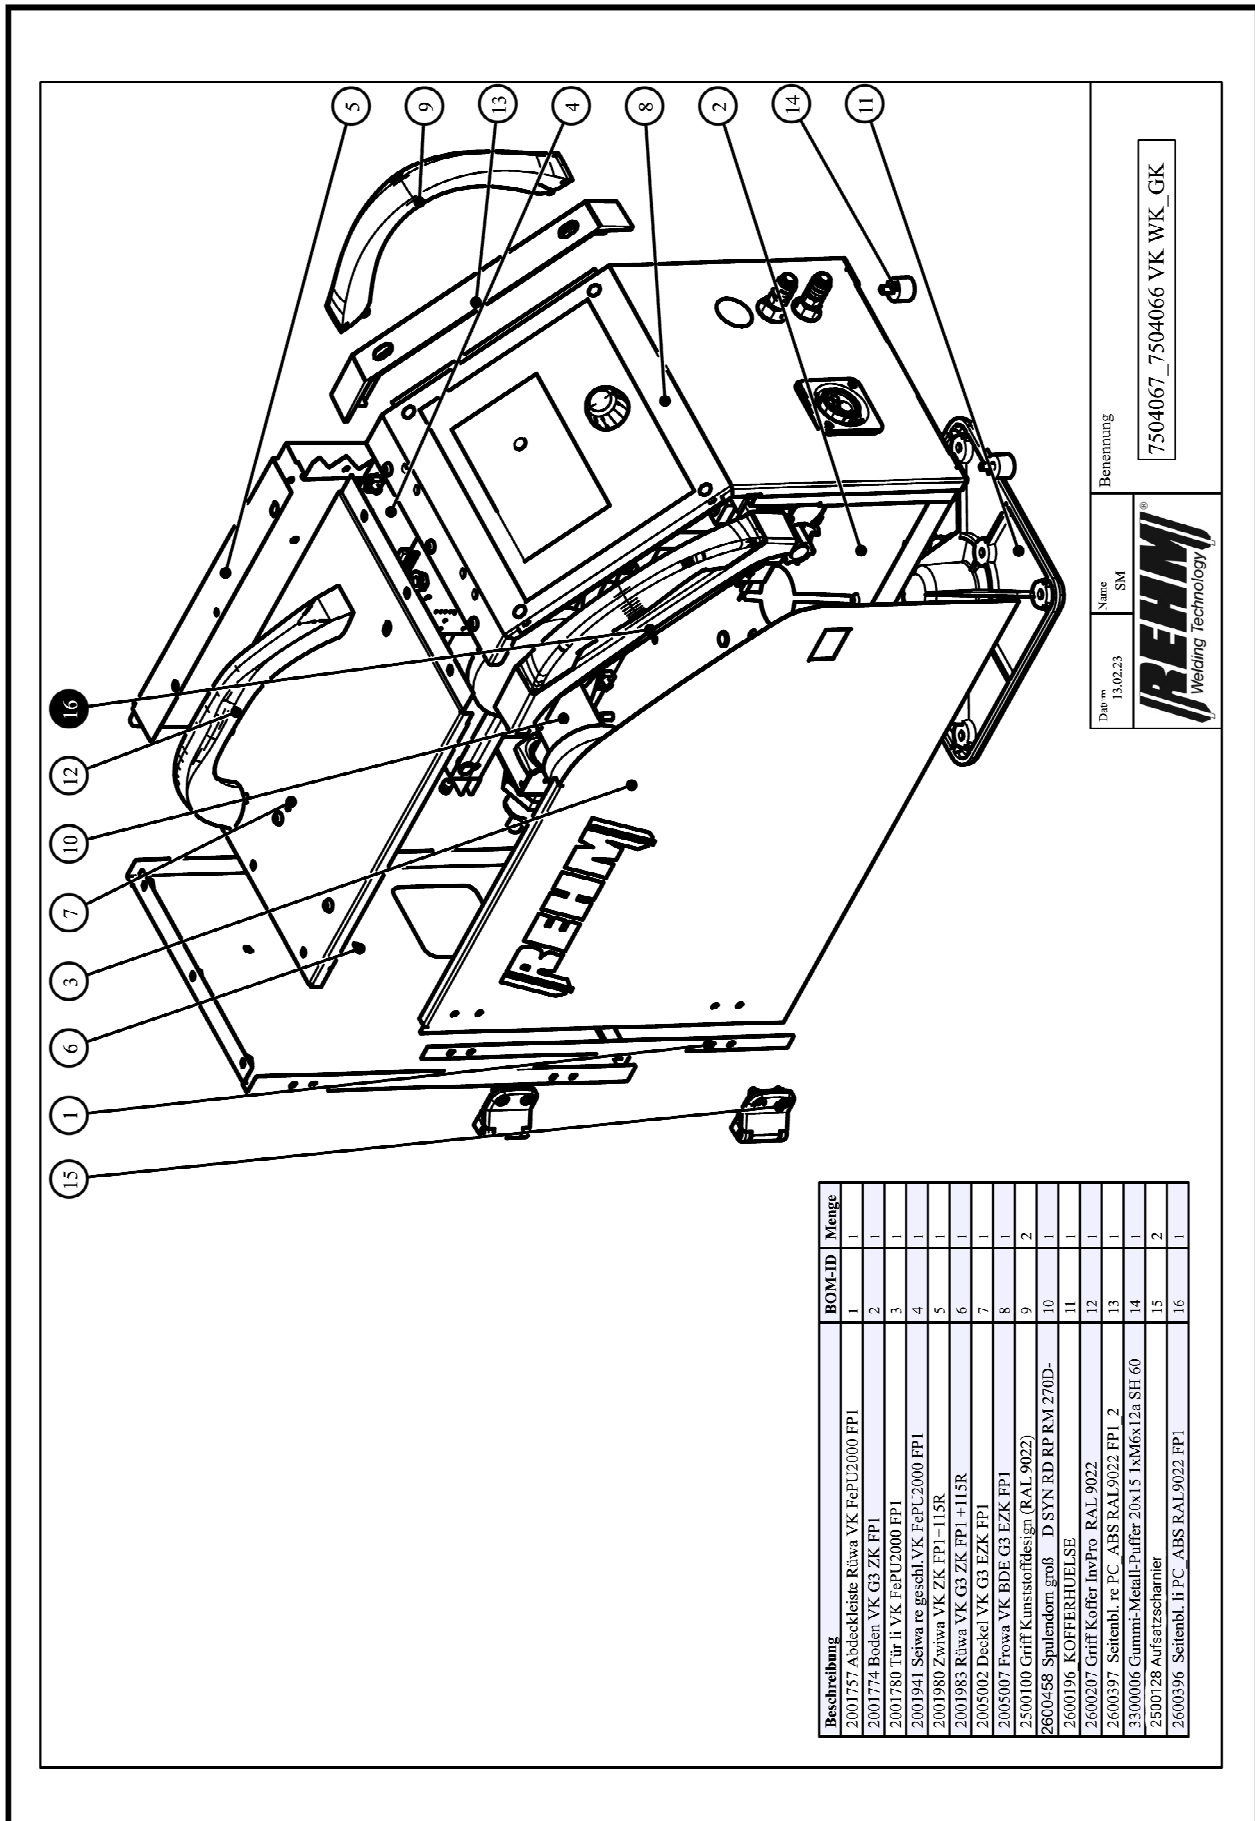 5
9
13
4
8
2
14
11
16
12
10
7
3
6
1
15
REHM
Beschreibung BOM-ID Menge
2001757 Abdeckleiste Rüwa VK FePU2000 FP1 1 1
2001774 Boden VK G3 ZK FP1 2 1
2001780 Tür li VK FePU2000 FP1 3 1
2001941 Seiwa re geschl.VK FePU2000 FP1 4 1
2001980 Zwiwa VK ZK FP1-115R 5 1
2001983 Rüwa VK G3 ZK FP1+115R 6 1
2005002 Deckel VK G3 EZK FP1 7 1
2005007 Frowa VK BDE G3 EZK FP1 8 1
2500100 Griff Kunststoffdesign (RAL 9022) 9 2
2600458 Spulendorn groß D SYN RD RP RM 270D- 10 1
2600196 KOFFERHUELSE 11 1
2600207 Griff Koffer InvPro RAL 9022 12 1
2600397 Seitenbl. re PC_ABS RAL9022 FP1_2 13 1
3300006 Gummi-Metall-Puffer 20x15 1xM6x12a SH 60 14 1
2500128 Aufsatzscharnier 15 2
2600396 Seitenbl. li PC_ABS RAL9022 FP1 16 1
Datum Name Benennung
13.02.23 SM
7504067_7504066 VK WK_GK
REHM®
Welding Technology